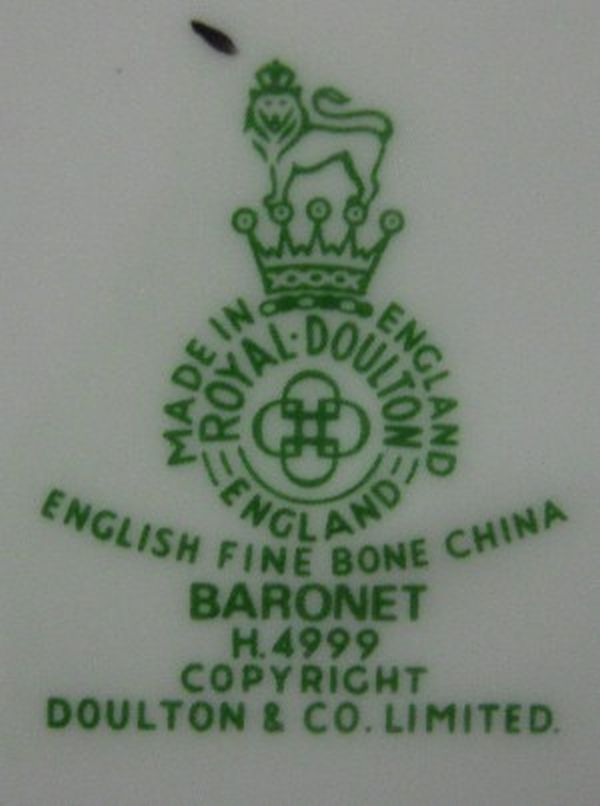 MADE IN ENGLAND
ROYAL·DOULTON
ENGLAND
ENGLISH FINE BONE CHINA
BARONET
H.4999
COPYRIGHT
DOULTON & CO. LIMITED.